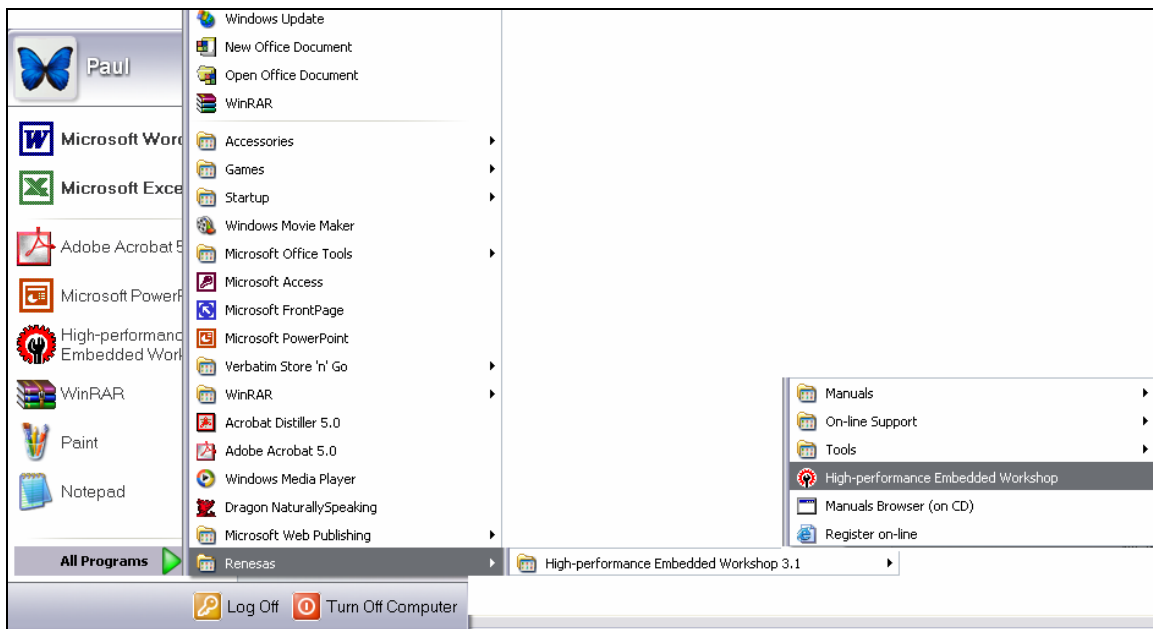 Paul
Microsoft Word
Microsoft Exce
Adobe Acrobat 5
Microsoft PowerP
High-performanc
Embedded Work
WinRAR
Paint
Notepad
All Programs
Windows Update
New Office Document
Open Office Document
WinRAR
Accessories
Games
Startup
Windows Movie Maker
Microsoft Office Tools
Microsoft Access
Microsoft FrontPage
Microsoft PowerPoint
Verbatim Store 'n' Go
WinRAR
Acrobat Distiller 5.0
Adobe Acrobat 5.0
Windows Media Player
Dragon NaturallySpeaking
Microsoft Web Publishing
Renesas
High-performance Embedded Workshop 3.1
Manuals
On-line Support
Tools
High-performance Embedded Workshop
Manuals Browser (on CD)
Register on-line
Log Off
Turn Off Computer